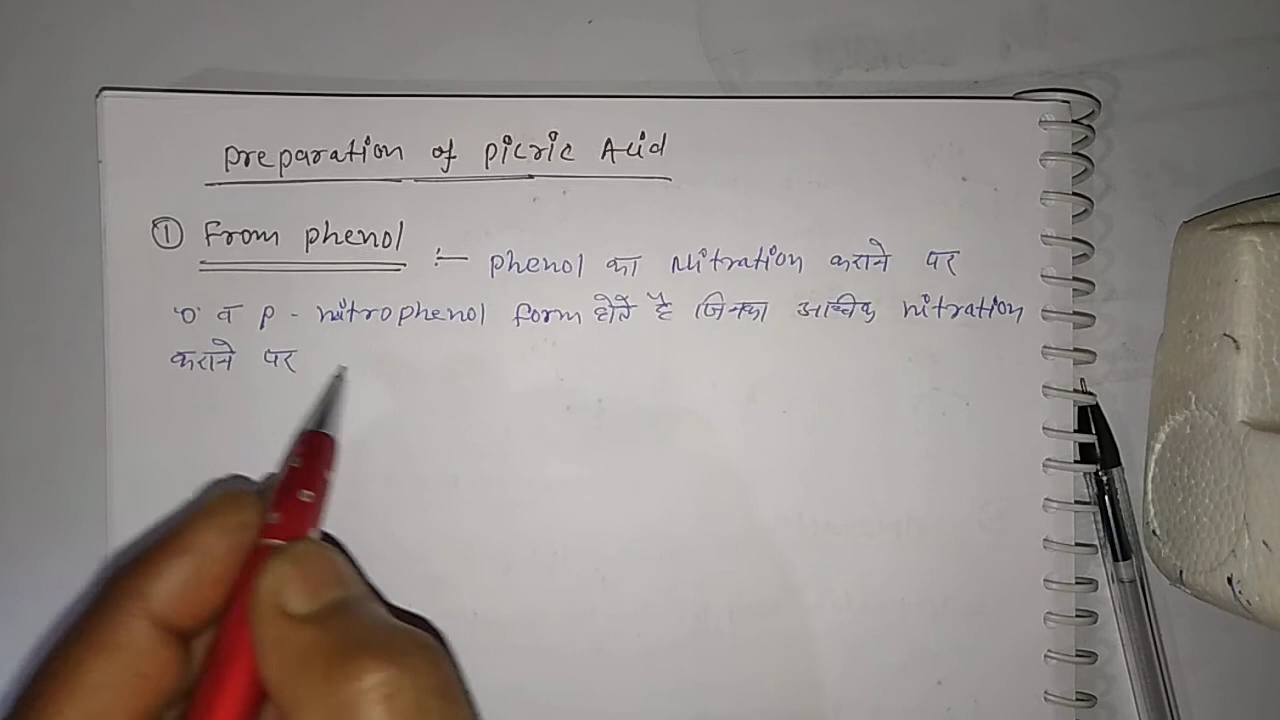 Preparation of Picric Acid
① From phenol :- Phenol का Nitration कराने पर
o व p - nitrophenol form होते है जिनका आधिक nitration
कराने पर